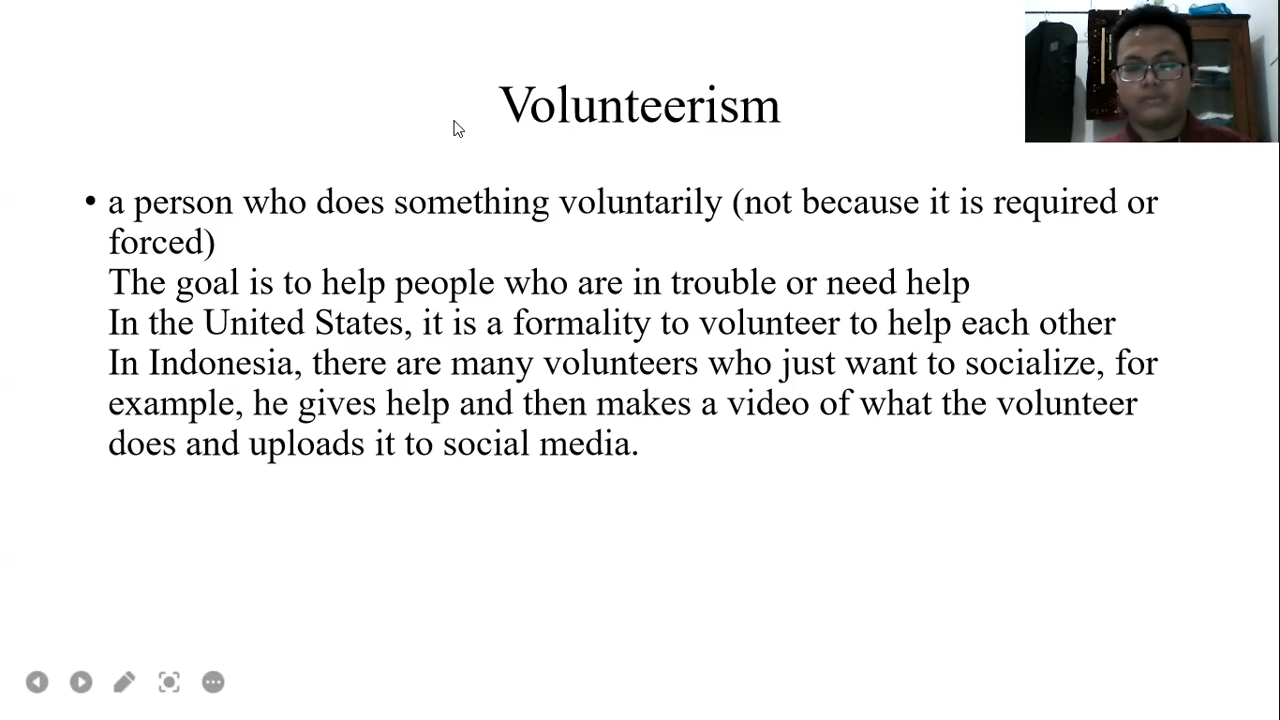 Volunteerism
• a person who does something voluntarily (not because it is required or
forced)
The goal is to help people who are in trouble or need help
In the United States, it is a formality to volunteer to help each other
In Indonesia, there are many volunteers who just want to socialize, for
example, he gives help and then makes a video of what the volunteer
does and uploads it to social media.